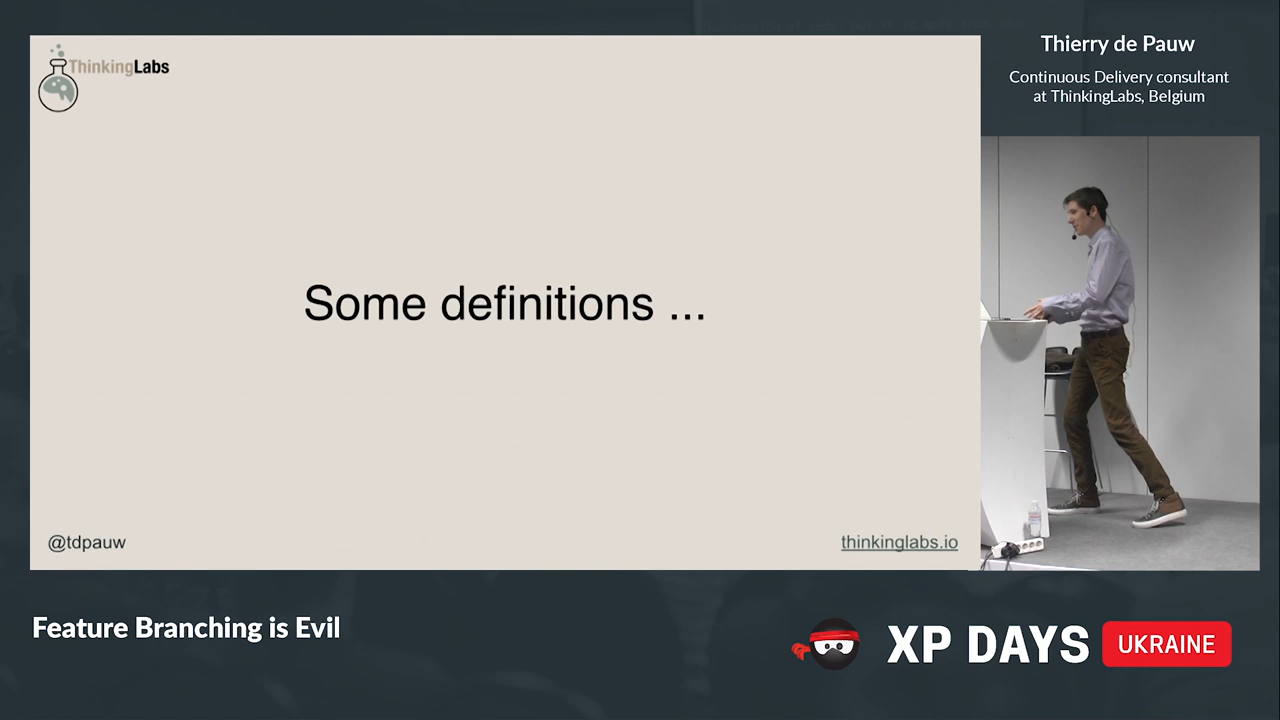 ThinkingLabs
Some definitions ...
@tdpauw
thinkinglabs.io
Thierry de Pauw
Continuous Delivery consultant
at ThinkingLabs, Belgium
Feature Branching is Evil
XP DAYS UKRAINE